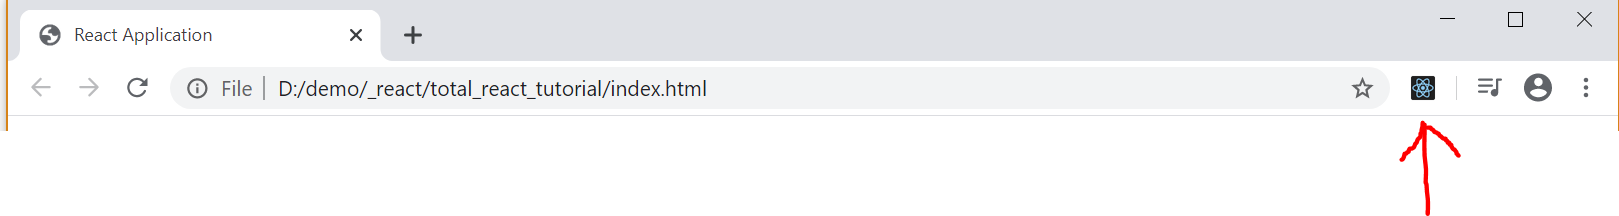 React Application
File
D:/demo/_react/total_react_tutorial/index.html